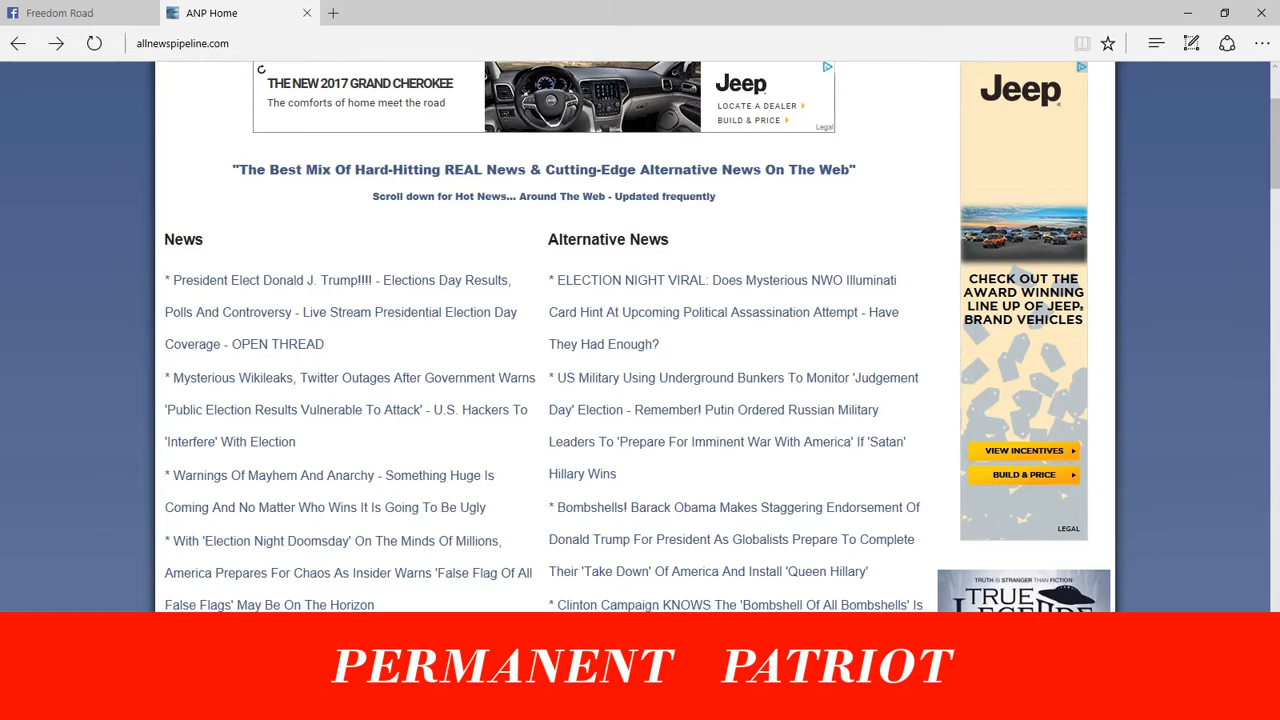 Freedom Road
ANP Home
allnewspipeline.com
THE NEW 2017 GRAND CHEROKEE
The comforts of home meet the road
Jeep
LOCATE A DEALER
BUILD & PRICE
Legal
"The Best Mix Of Hard-Hitting REAL News & Cutting-Edge Alternative News On The Web"
Scroll down for Hot News... Around The Web - Updated frequently
News
* President Elect Donald J. Trump!!!! - Elections Day Results,
Polls And Controversy - Live Stream Presidential Election Day
Coverage - OPEN THREAD
* Mysterious Wikileaks, Twitter Outages After Government Warns
'Public Election Results Vulnerable To Attack' - U.S. Hackers To
'Interfere' With Election
* Warnings Of Mayhem And Anarchy - Something Huge Is
Coming And No Matter Who Wins It Is Going To Be Ugly
* With 'Election Night Doomsday' On The Minds Of Millions,
America Prepares For Chaos As Insider Warns 'False Flag Of All
False Flags' May Be On The Horizon
Alternative News
* ELECTION NIGHT VIRAL: Does Mysterious NWO Illuminati
Card Hint At Upcoming Political Assassination Attempt - Have
They Had Enough?
* US Military Using Underground Bunkers To Monitor 'Judgement
Day' Election - Remember! Putin Ordered Russian Military
Leaders To 'Prepare For Imminent War With America' If 'Satan'
Hillary Wins
* Bombshells! Barack Obama Makes Staggering Endorsement Of
Donald Trump For President As Globalists Prepare To Complete
Their 'Take Down' Of America And Install 'Queen Hillary'
* Clinton Campaign KNOWS The 'Bombshell Of All Bombshells' Is
Jeep
CHECK OUT THE
AWARD WINNING
LINE UP OF JEEP
BRAND VEHICLES
VIEW INCENTIVES
BUILD & PRICE
LEGAL
TRUTH IS STRANGER THAN FICTION!
TRUE
LEGENDS
PERMANENT PATRIOT